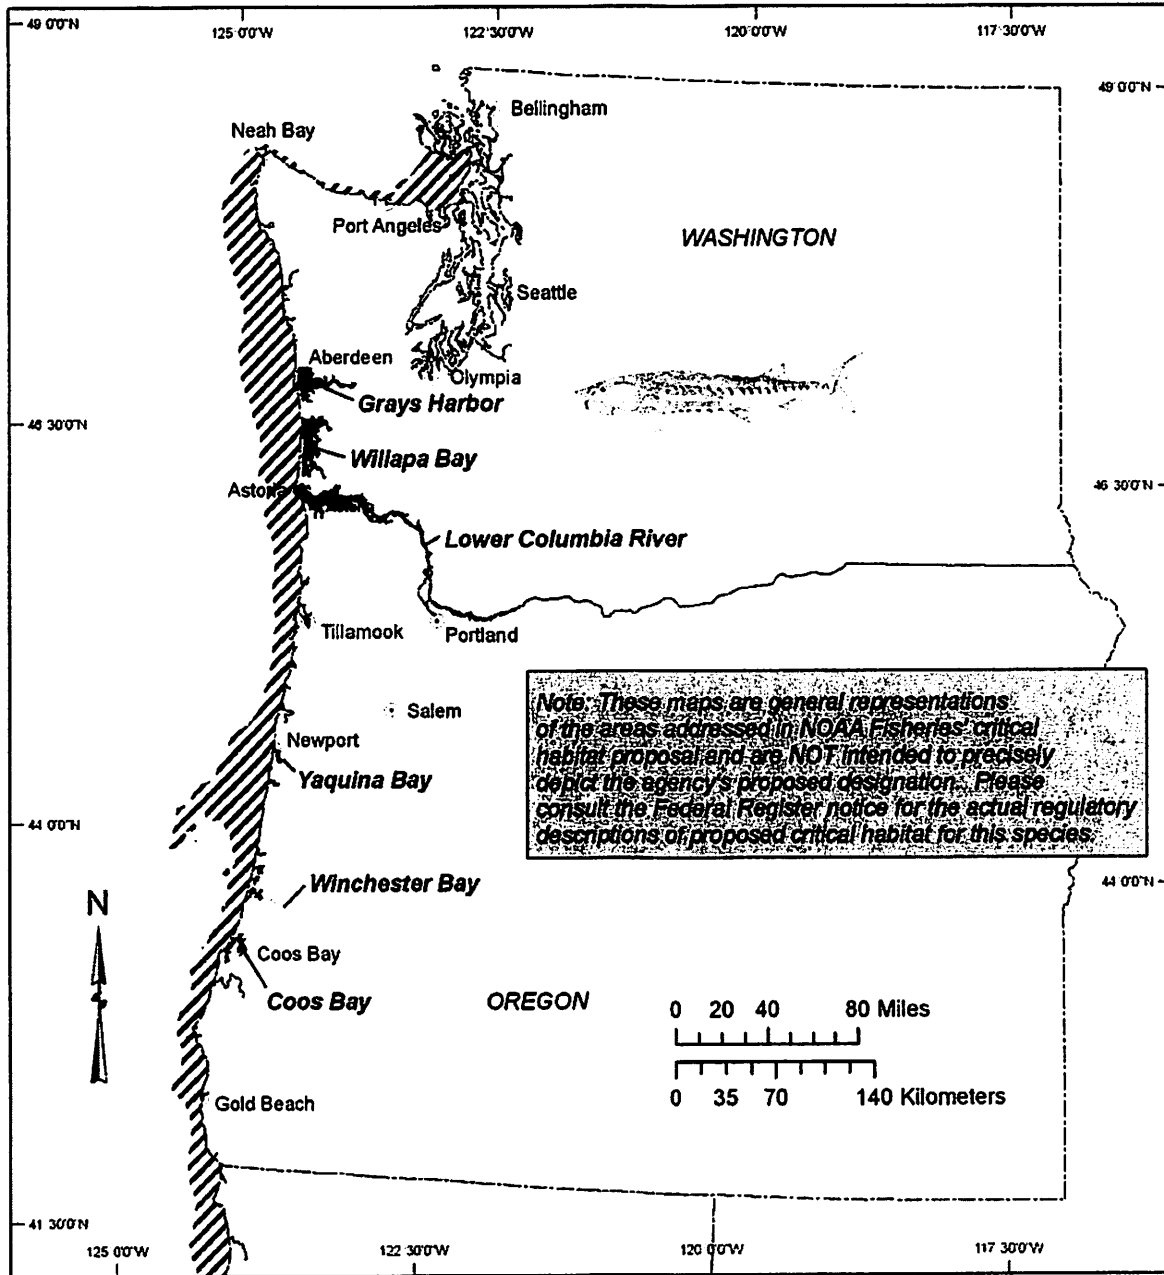 125 0'0"W 122 30'0"W 120 0'0"W 117 30'0"W
49 0'0"N
49 0'0"N
Bellingham
Neah Bay
Port Angeles
WASHINGTON
Seattle
Aberdeen
Olympia
Grays Harbor
46 30'0"N
Willapa Bay
46 30'0"N
Astoria
Lower Columbia River
Tillamook
Portland
Note: These maps are general representations
of the areas addressed in NOAA Fisheries' critical
habitat proposal and are NOT intended to precisely
depict the agency's proposed designation. Please
consult the Federal Register notice for the actual regulatory
descriptions of proposed critical habitat for this species.
Salem
Newport
Yaquina Bay
44 0'0"N
44 0'0"N
Winchester Bay
N
Coos Bay
Coos Bay
OREGON
0 20 40 80 Miles
0 35 70 140 Kilometers
Gold Beach
41 30'0"N
125 0'0"W 122 30'0"W 120 0'0"W 117 30'0"W